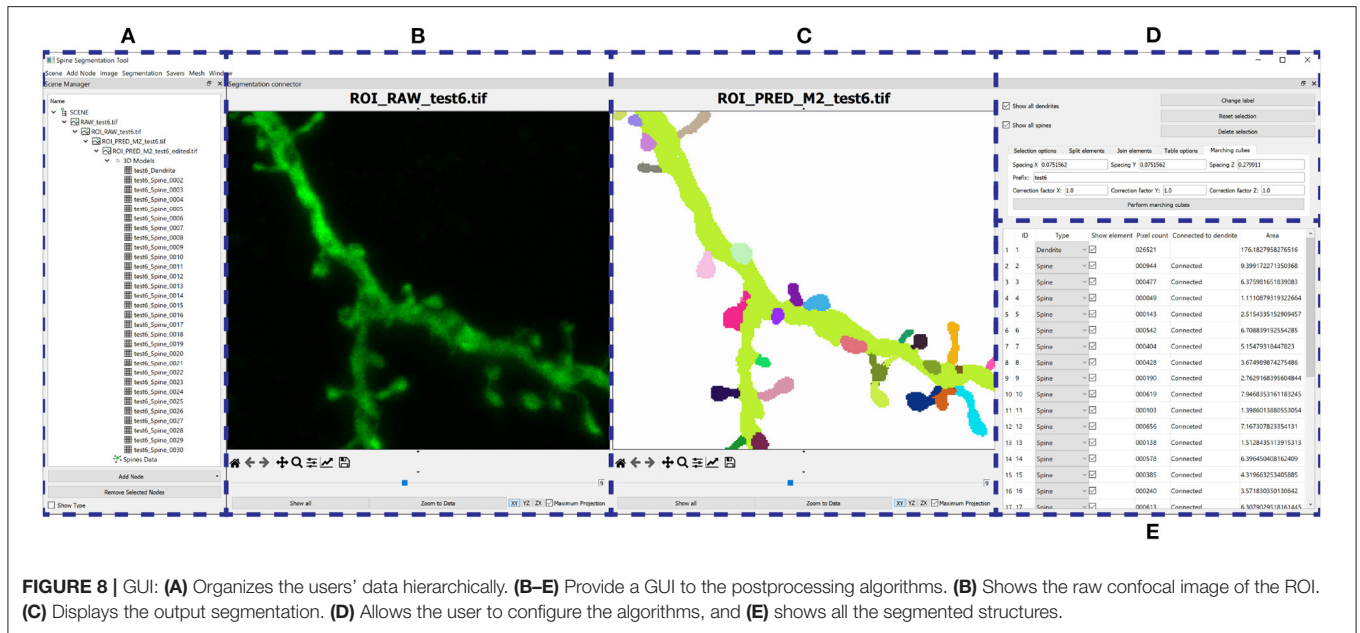 A
B
C
D
Spine Segmentation Tool
Scene Add Node Image Segmentation Savers Mesh Window
Scene Manager
Segmentation connector
Name
SCENE
RAW_test6.tif
ROI_RAW_test6.tif
ROI_PRED_M2_test6.tif
ROI_PRED_M2_test6_edited.tif
3D Models
test6_Dendrite
test6_Spine_0002
test6_Spine_0003
test6_Spine_0004
test6_Spine_0005
test6_Spine_0006
test6_Spine_0007
test6_Spine_0008
test6_Spine_0009
test6_Spine_0010
test6_Spine_0011
test6_Spine_0012
test6_Spine_0013
test6_Spine_0014
test6_Spine_0015
test6_Spine_0016
test6_Spine_0017
test6_Spine_0018
test6_Spine_0019
test6_Spine_0020
test6_Spine_0021
test6_Spine_0022
test6_Spine_0023
test6_Spine_0024
test6_Spine_0025
test6_Spine_0026
test6_Spine_0027
test6_Spine_0028
test6_Spine_0029
test6_Spine_0030
Spines Data
Add Node
Remove Selected Nodes
Show Type
ROI_RAW_test6.tif
9
Show all Zoom to Data XY YZ ZX Maximum Projection
ROI_PRED_M2_test6.tif
9
Show all Zoom to Data XY YZ ZX Maximum Projection
Show all dendrites
Show all spines
Change label
Reset selection
Delete selection
Selection options Split elements Join elements Table options Marching cubes
Spacing X 0.0751562 Spacing Y 0.0751562 Spacing Z 0.279911
Prefix: test6
Correction factor X: 1.0 Correction factor Y: 1.0 Correction factor Z: 1.0
Perform marching cubes
ID Type Show element Pixel count Connected to dendrite Area
1 1 Dendrite 026521 176.1827958276516
2 2 Spine 000944 Connected 9.399172271350368
3 3 Spine 000477 Connected 6.375981651839083
4 4 Spine 000049 Connected 1.1110879319322664
5 5 Spine 000143 Connected 2.5154335152909457
6 6 Spine 000542 Connected 6.708839192554285
7 7 Spine 000404 Connected 5.15479318447823
8 8 Spine 000428 Connected 3.674989874275486
9 9 Spine 000190 Connected 2.7629168395604844
10 10 Spine 000619 Connected 7.9468353161183245
11 11 Spine 000103 Connected 1.3986013880553054
12 12 Spine 000656 Connected 7.167307823354131
13 13 Spine 000138 Connected 1.5128435113915313
14 14 Spine 000578 Connected 6.396450408162409
15 15 Spine 000385 Connected 4.319663253405885
16 16 Spine 000240 Connected 3.571830350130642
17 17 Spine 000613 Connected 6.3079029518161445
E
FIGURE 8 | GUI: (A) Organizes the users' data hierarchically. (B–E) Provide a GUI to the postprocessing algorithms. (B) Shows the raw confocal image of the ROI.
(C) Displays the output segmentation. (D) Allows the user to configure the algorithms, and (E) shows all the segmented structures.